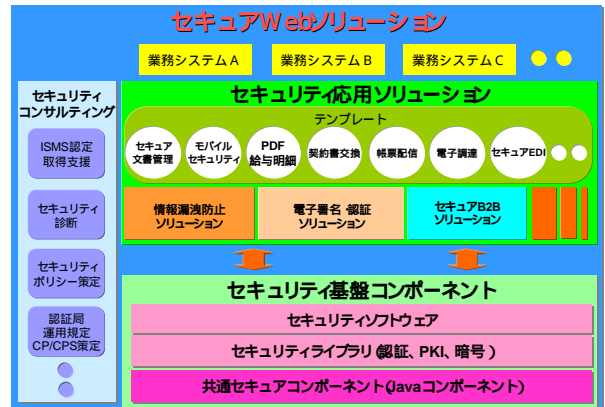 セキュアWebソリューション
業務システムA
業務システムB
業務システムC
セキュリティ
コンサルティング
ISMS認定
取得支援
セキュリティ
診断
セキュリティ
ポリシー策定
認証局
運用規定
CP/CPS策定
セキュリティ応用ソリューション
テンプレート
セキュア
文書管理
モバイル
セキュリティ
PDF
給与明細
契約書交換
帳票配信
電子調達
セキュアEDI
情報漏洩防止
ソリューション
電子署名・認証
ソリューション
セキュアB2B
ソリューション
セキュリティ基盤コンポーネント
セキュリティソフトウェア
セキュリティライブラリ(認証、PKI、暗号)
共通セキュアコンポーネント(Javaコンポーネント)